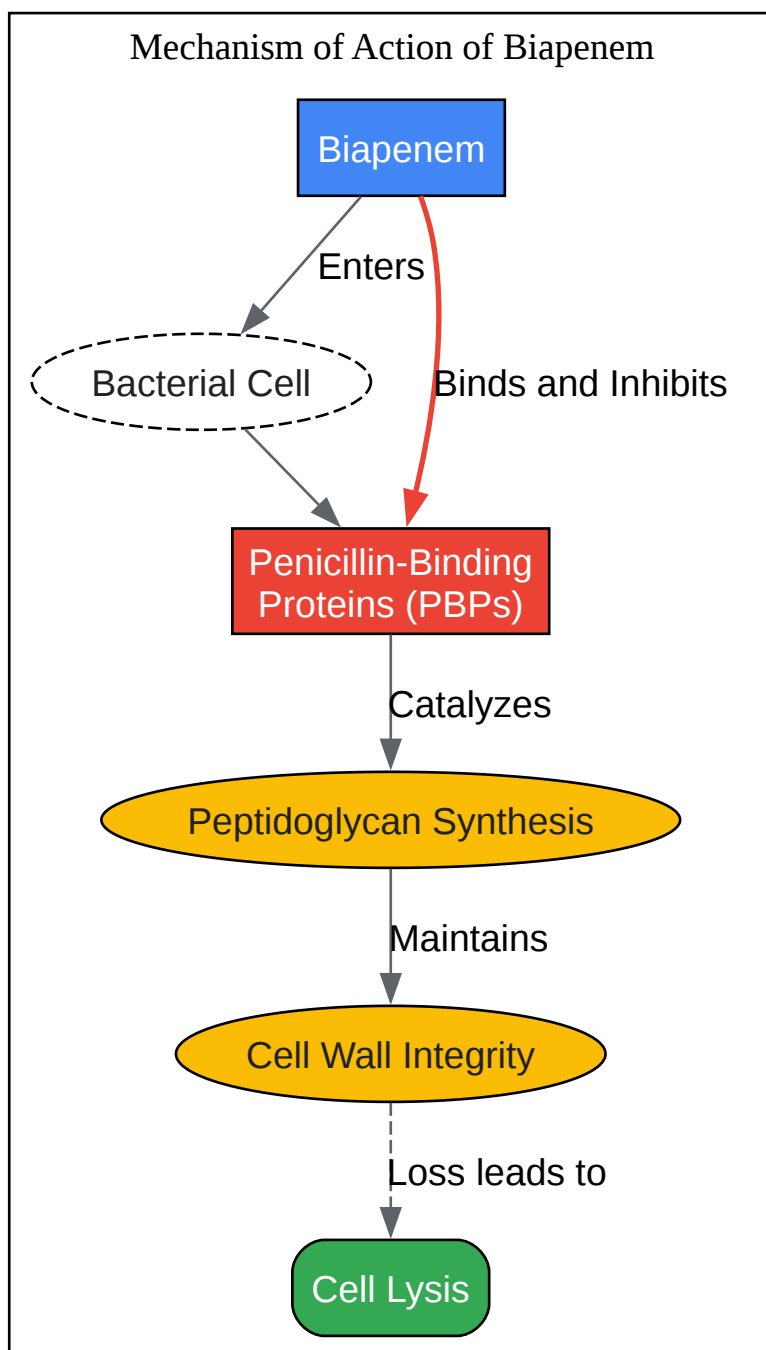 Mechanism of Action of Biapenem
Biapenem
Enters
Bacterial Cell
Binds and Inhibits
Penicillin-Binding
Proteins (PBPs)
Catalyzes
Peptidoglycan Synthesis
Maintains
Cell Wall Integrity
Loss leads to
Cell Lysis